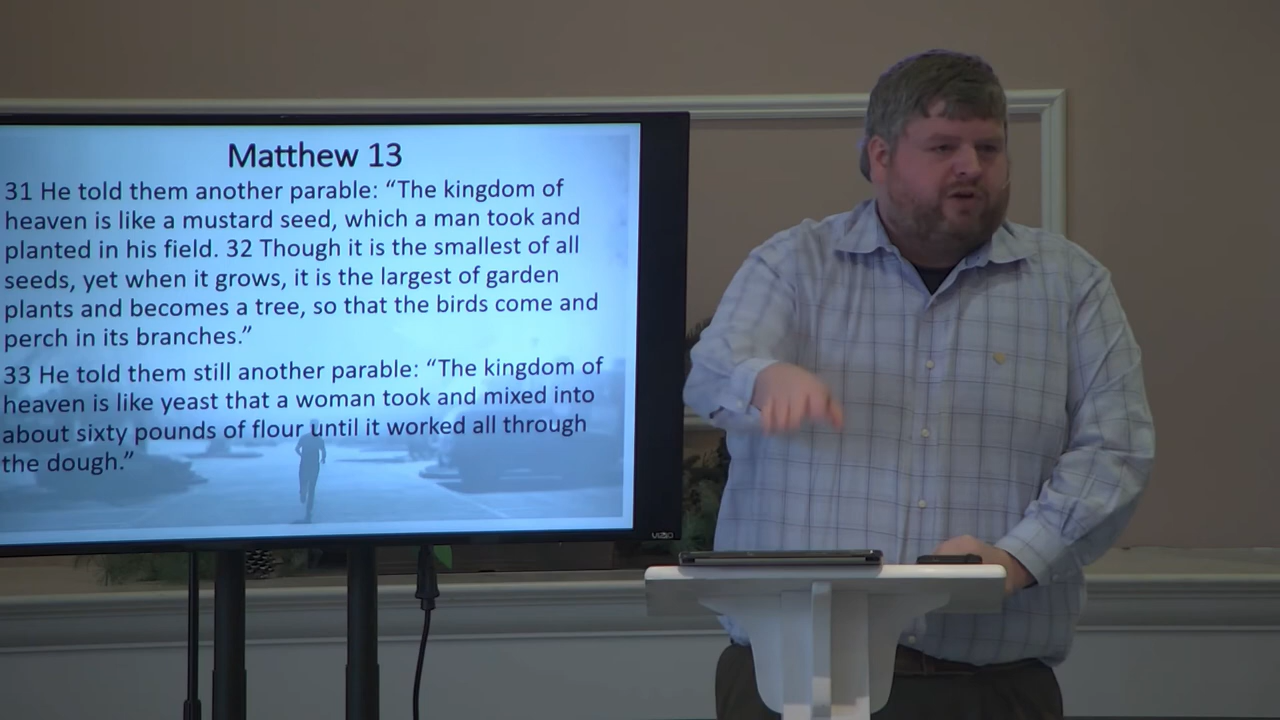 Matthew 13
31 He told them another parable: “The kingdom of
heaven is like a mustard seed, which a man took and
planted in his field. 32 Though it is the smallest of all
seeds, yet when it grows, it is the largest of garden
plants and becomes a tree, so that the birds come and
perch in its branches.”
33 He told them still another parable: “The kingdom of
heaven is like yeast that a woman took and mixed into
about sixty pounds of flour until it worked all through
the dough.”
VIZIO